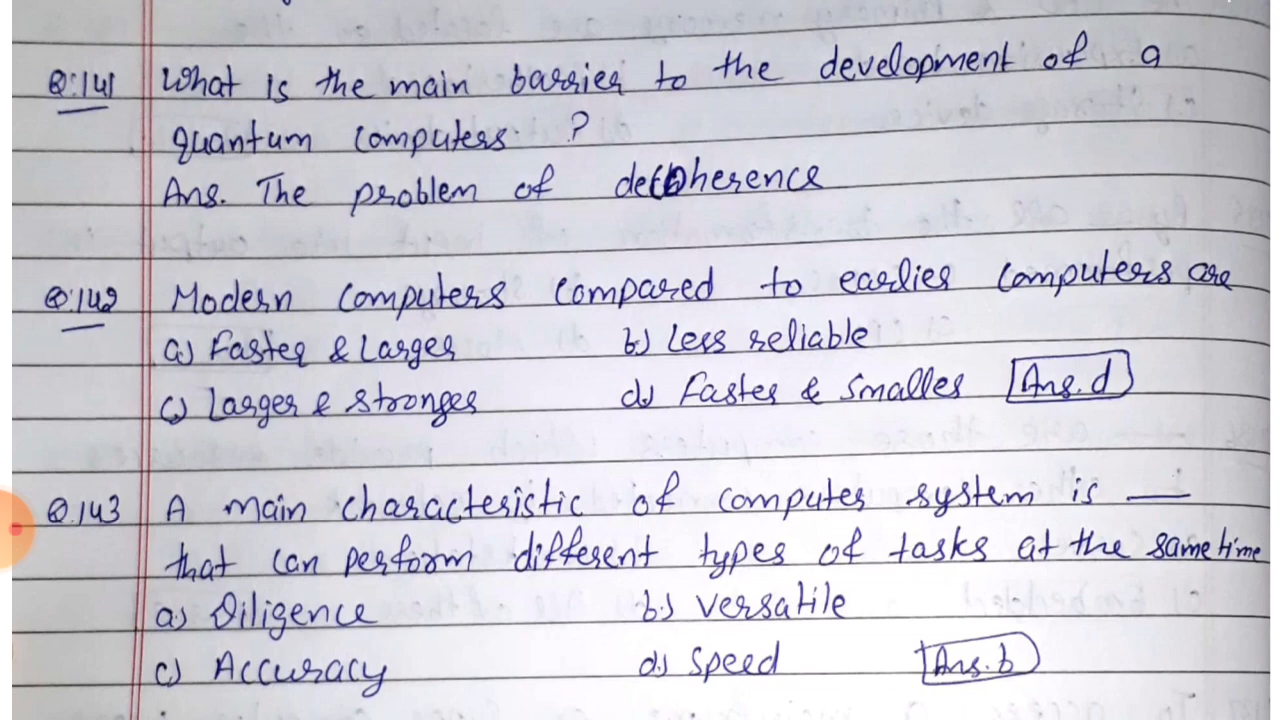 Q.141 What is the main barrier to the development of a
quantum computers. ?
Ans. The problem of decoherence
Q.142 Modern computers compared to earlier computers are
a) Faster & Larger b) Less reliable
c) Larger & stronger d) Faster & Smaller Ans. d
Q.143 A main characteristic of computer system is —
that can perform different types of tasks at the same time
a) Diligence b) versatile
c) Accuracy d) Speed Ans. b